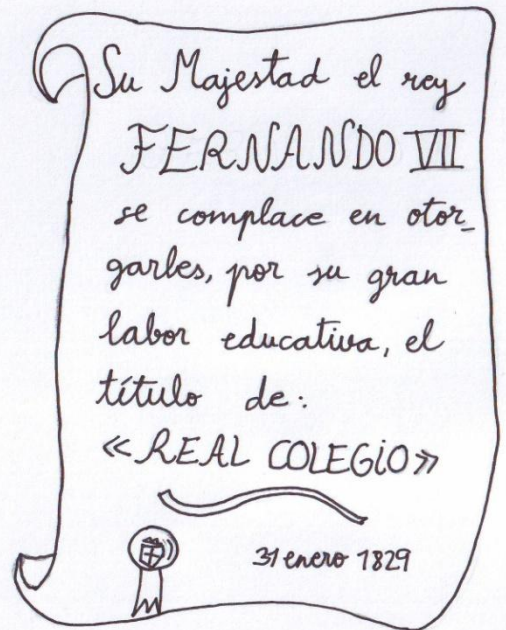 Su Majestad el rey
FERNANDO VII
se complace en otor_
garles, por su gran
labor educativa, el
título de:
«REAL COLEGIO»
31 enero 1829